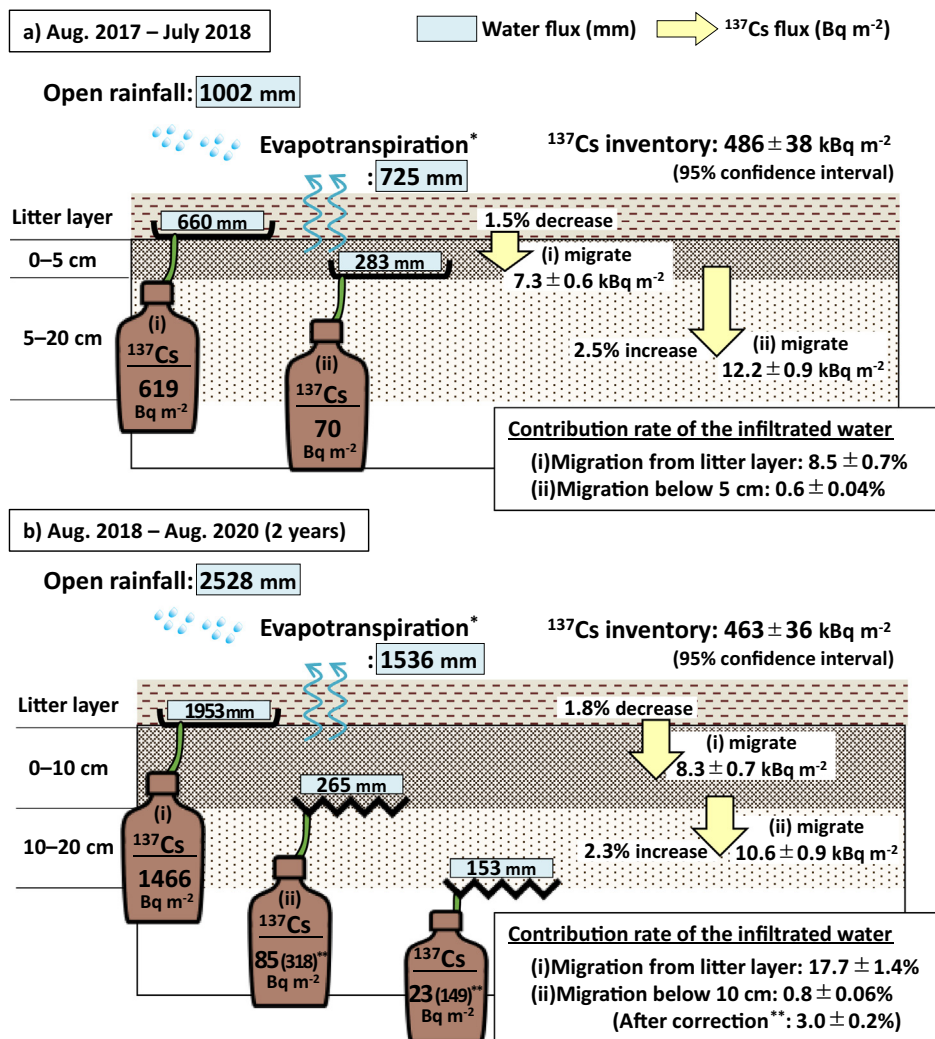 a) Aug. 2017 – July 2018
Water flux (mm)
¹³⁷Cs flux (Bq m⁻²)
Open rainfall: 1002 mm
Evapotranspiration*
: 725 mm
¹³⁷Cs inventory: 486 ± 38 kBq m⁻²
(95% confidence interval)
Litter layer
660 mm
1.5% decrease
0–5 cm
283 mm
(i) migrate
7.3 ± 0.6 kBq m⁻²
5–20 cm
(i)
¹³⁷Cs
619
Bq m⁻²
(ii)
¹³⁷Cs
70
Bq m⁻²
2.5% increase
(ii) migrate
12.2 ± 0.9 kBq m⁻²
Contribution rate of the infiltrated water
(i)Migration from litter layer: 8.5 ± 0.7%
(ii)Migration below 5 cm: 0.6 ± 0.04%
b) Aug. 2018 – Aug. 2020 (2 years)
Open rainfall: 2528 mm
Evapotranspiration*
: 1536 mm
¹³⁷Cs inventory: 463 ± 36 kBq m⁻²
(95% confidence interval)
Litter layer
1953mm
1.8% decrease
0–10 cm
265 mm
(i) migrate
8.3 ± 0.7 kBq m⁻²
10–20 cm
(i)
¹³⁷Cs
1466
Bq m⁻²
(ii)
¹³⁷Cs
85(318)**
Bq m⁻²
153 mm
¹³⁷Cs
23(149)**
Bq m⁻²
2.3% increase
(ii) migrate
10.6 ± 0.9 kBq m⁻²
Contribution rate of the infiltrated water
(i)Migration from litter layer: 17.7 ± 1.4%
(ii)Migration below 10 cm: 0.8 ± 0.06%
(After correction**: 3.0 ± 0.2%)